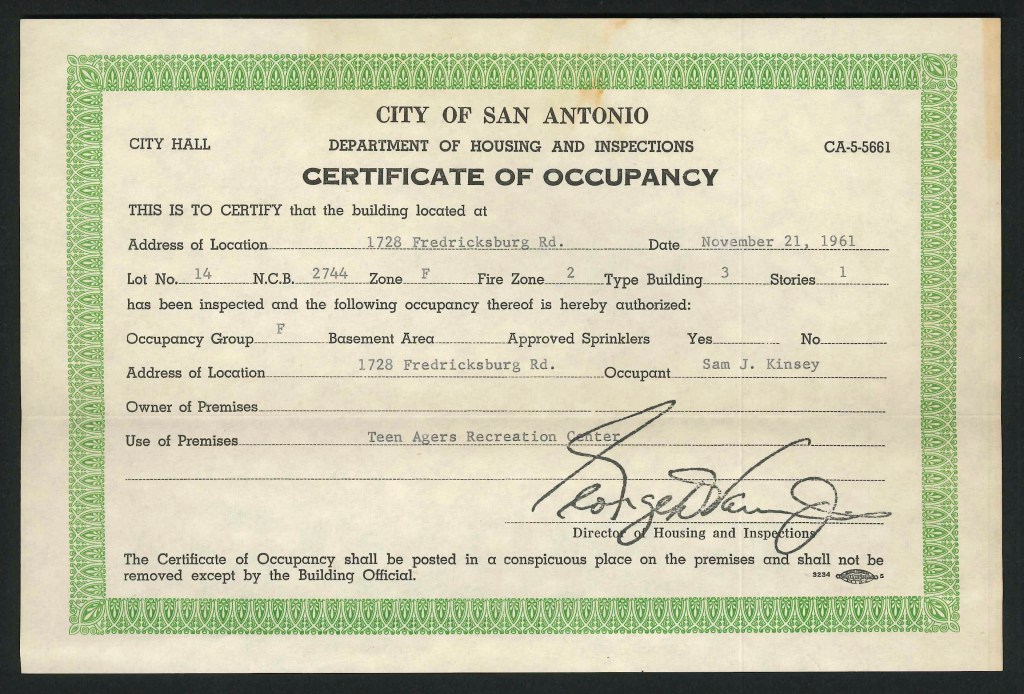 CITY OF SAN ANTONIO
CITY HALL DEPARTMENT OF HOUSING AND INSPECTIONS CA-5-5661
CERTIFICATE OF OCCUPANCY
THIS IS TO CERTIFY that the building located at
Address of Location 1728 Fredricksburg Rd. Date November 21, 1961
Lot No. 14 N.C.B. 2744 Zone F Fire Zone 2 Type Building 3 Stories 1
has been inspected and the following occupancy thereof is hereby authorized:
Occupancy Group F Basement Area Approved Sprinklers Yes No
Address of Location 1728 Fredricksburg Rd. Occupant Sam J. Kinsey
Owner of Premises
Use of Premises Teen Agers Recreation Center
George
Director of Housing and Inspections
The Certificate of Occupancy shall be posted in a conspicuous place on the premises and shall not be
removed except by the Building Official.
3234 5